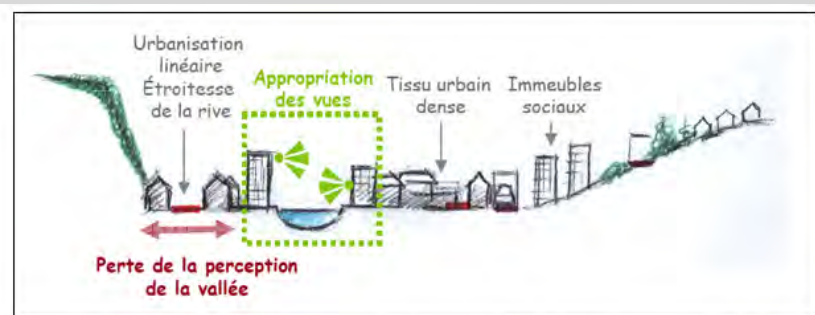 Urbanisation
linéaire
Étroitesse
de la rive
Appropriation
des vues
Tissu urbain
dense
Immeubles
sociaux
Perte de la perception
de la vallée